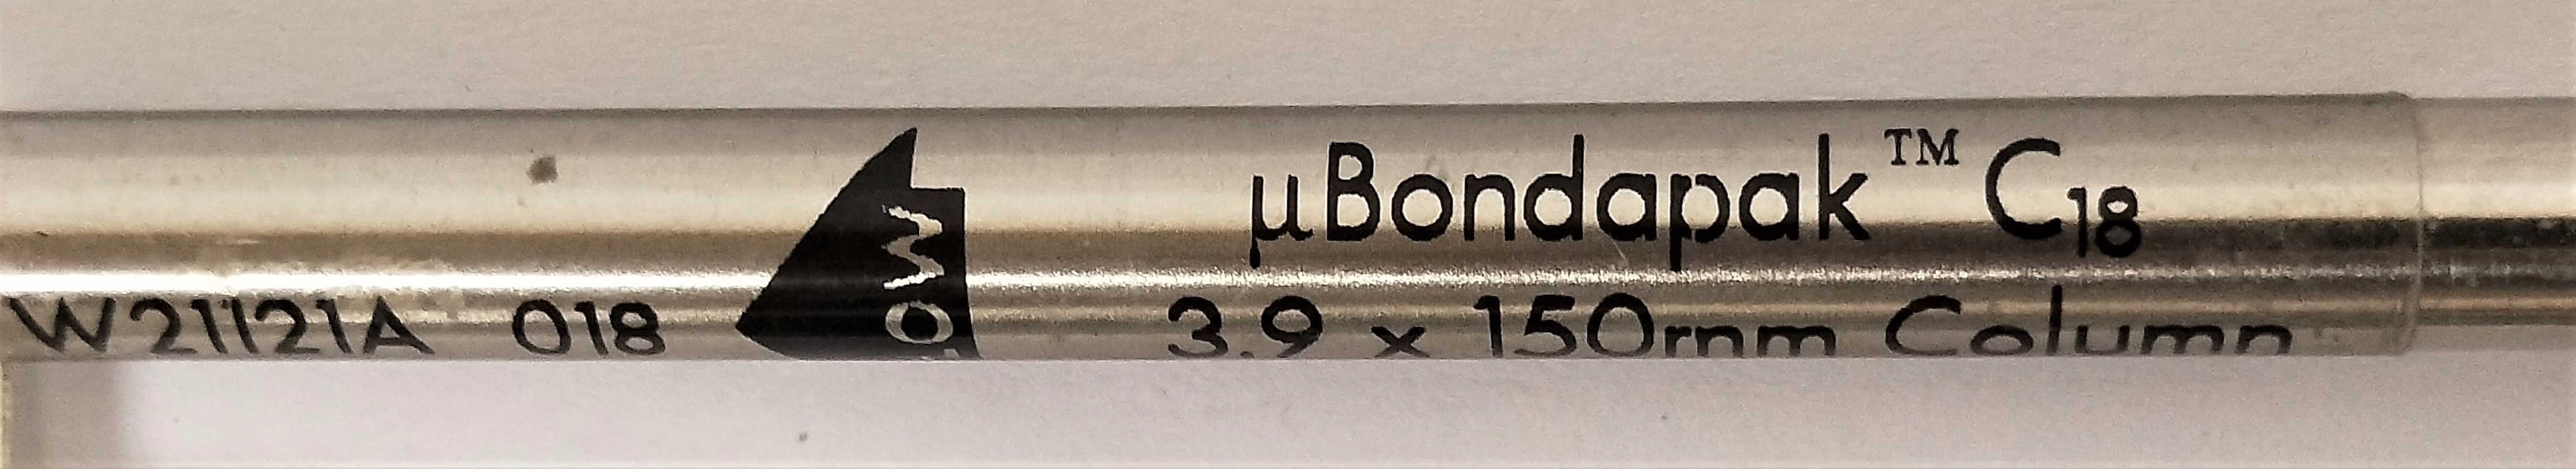 µBondapak™ C18
W21121A 018
3.9 x 150mm Column